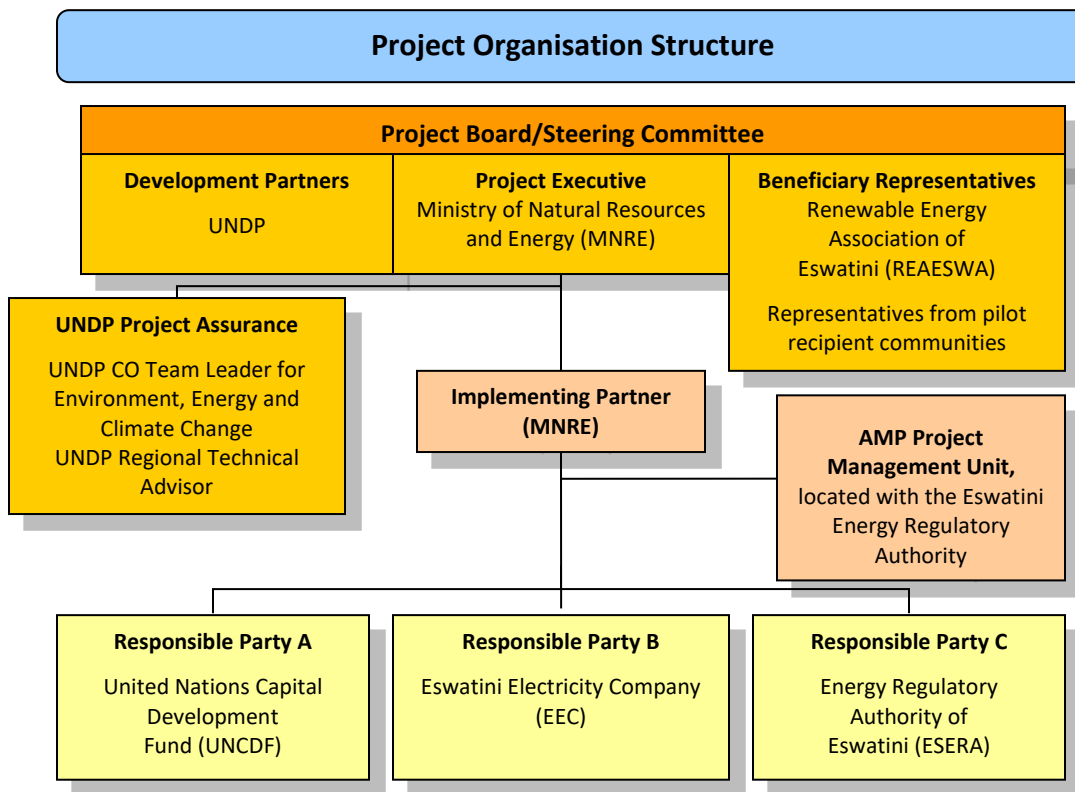 Project Organisation Structure
Project Board/Steering Committee
Development Partners
UNDP
Project Executive
Ministry of Natural Resources
and Energy (MNRE)
Beneficiary Representatives
Renewable Energy
Association of
Eswatini (REAESWA)
Representatives from pilot
recipient communities
UNDP Project Assurance
UNDP CO Team Leader for
Environment, Energy and
Climate Change
UNDP Regional Technical
Advisor
Implementing Partner
(MNRE)
AMP Project
Management Unit,
located with the Eswatini
Energy Regulatory
Authority
Responsible Party A
United Nations Capital
Development
Fund (UNCDF)
Responsible Party B
Eswatini Electricity Company
(EEC)
Responsible Party C
Energy Regulatory
Authority of
Eswatini (ESERA)